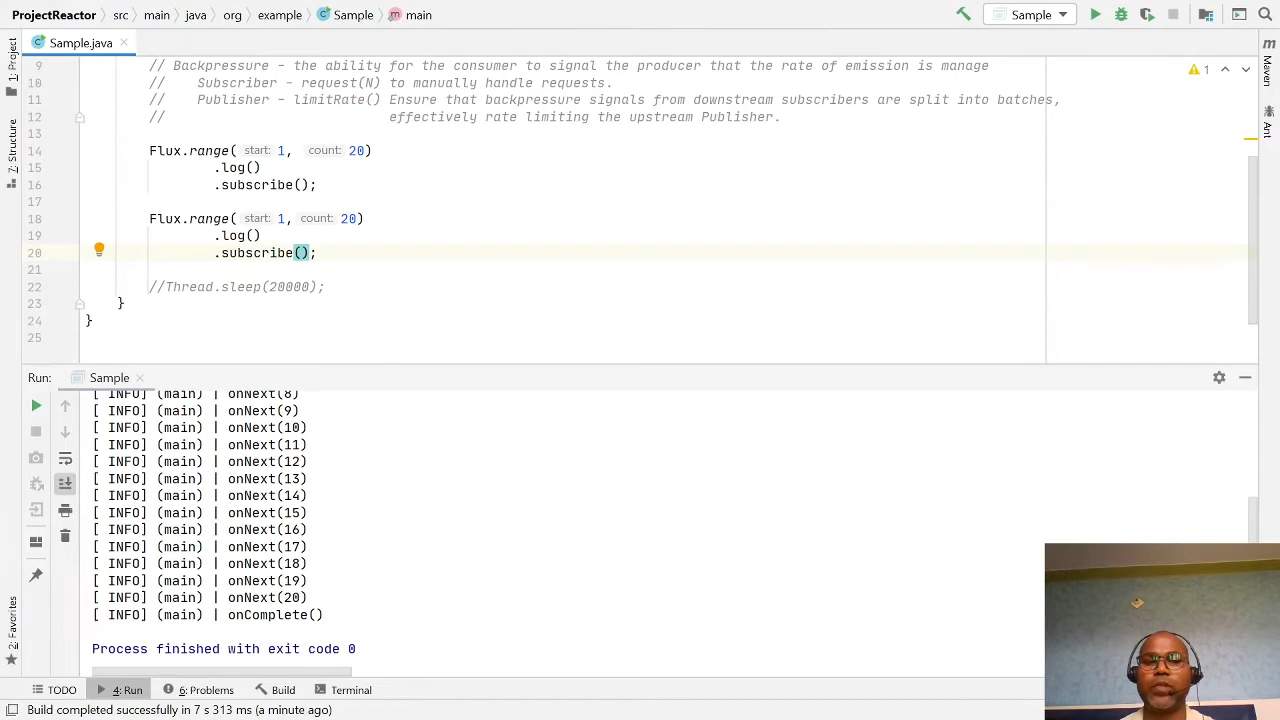 ProjectReactor
src
main
java
org
example
Sample
main
Sample
Sample.java
9 // Backpressure - the ability for the consumer to signal the producer that the rate of emission is manage
10 // Subscriber - request(N) to manually handle requests.
11 // Publisher - limitRate() Ensure that backpressure signals from downstream subscribers are split into batches,
12 // effectively rate limiting the upstream Publisher.
13
14 Flux.range( start: 1, count: 20)
15 .log()
16 .subscribe();
17
18 Flux.range( start: 1, count: 20)
19 .log()
20 .subscribe();
21
22 //Thread.sleep(20000);
23 }
24 }
25
1
1: Project
7: Structure
2: Favorites
Maven
Ant
Run: Sample
[ INFO] (main) | onNext(8)
[ INFO] (main) | onNext(9)
[ INFO] (main) | onNext(10)
[ INFO] (main) | onNext(11)
[ INFO] (main) | onNext(12)
[ INFO] (main) | onNext(13)
[ INFO] (main) | onNext(14)
[ INFO] (main) | onNext(15)
[ INFO] (main) | onNext(16)
[ INFO] (main) | onNext(17)
[ INFO] (main) | onNext(18)
[ INFO] (main) | onNext(19)
[ INFO] (main) | onNext(20)
[ INFO] (main) | onComplete()
Process finished with exit code 0
TODO
4: Run
6: Problems
Build
Terminal
Build completed successfully in 7 s 313 ms (a minute ago)